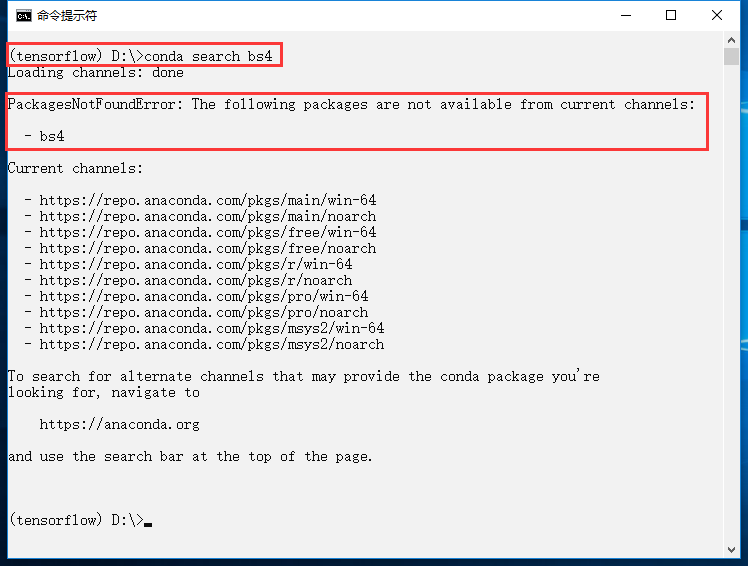 命令提示符
(tensorflow) D:\>conda search bs4
Loading channels: done
PackagesNotFoundError: The following packages are not available from current channels:
- bs4
Current channels:
- https://repo.anaconda.com/pkgs/main/win-64
- https://repo.anaconda.com/pkgs/main/noarch
- https://repo.anaconda.com/pkgs/free/win-64
- https://repo.anaconda.com/pkgs/free/noarch
- https://repo.anaconda.com/pkgs/r/win-64
- https://repo.anaconda.com/pkgs/r/noarch
- https://repo.anaconda.com/pkgs/pro/win-64
- https://repo.anaconda.com/pkgs/pro/noarch
- https://repo.anaconda.com/pkgs/msys2/win-64
- https://repo.anaconda.com/pkgs/msys2/noarch
To search for alternate channels that may provide the conda package you're
looking for, navigate to
https://anaconda.org
and use the search bar at the top of the page.
(tensorflow) D:\>